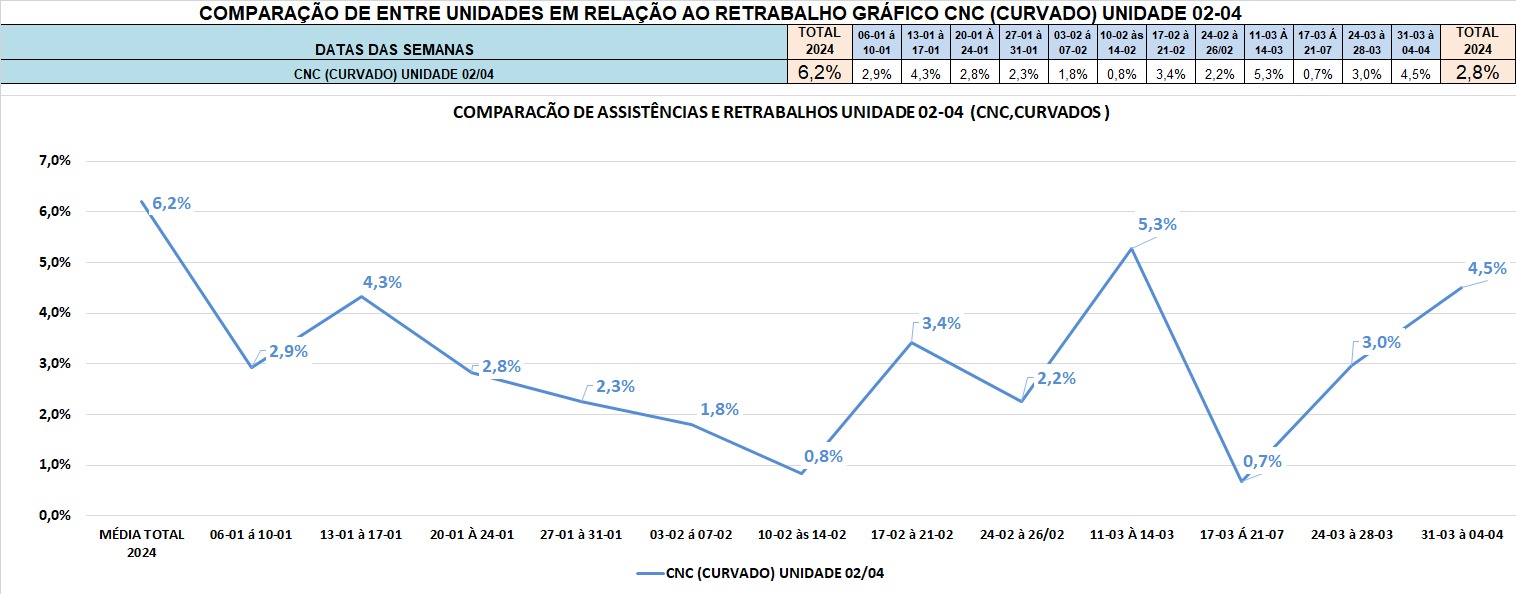 COMPARAÇÃO DE ENTRE UNIDADES EM RELAÇÃO AO RETRABALHO GRÁFICO CNC (CURVADO) UNIDADE 02-04
DATAS DAS SEMANAS TOTAL 2024 06-01 á 10-01 13-01 à 17-01 20-01 À 24-01 27-01 à 31-01 03-02 á 07-02 10-02 às 14-02 17-02 à 21-02 24-02 à 26/02 11-03 À 14-03 17-03 Á 21-07 24-03 à 28-03 31-03 à 04-04 TOTAL 2024
CNC (CURVADO) UNIDADE 02/04 6,2% 2,9% 4,3% 2,8% 2,3% 1,8% 0,8% 3,4% 2,2% 5,3% 0,7% 3,0% 4,5% 2,8%
COMPARACÃO DE ASSISTÊNCIAS E RETRABALHOS UNIDADE 02-04 (CNC,CURVADOS )
7,0%
6,0%
5,0%
4,0%
3,0%
2,0%
1,0%
0,0%
6,2%
2,9%
4,3%
2,8%
2,3%
1,8%
0,8%
3,4%
2,2%
5,3%
0,7%
3,0%
4,5%
MÉDIA TOTAL 2024
06-01 á 10-01
13-01 à 17-01
20-01 À 24-01
27-01 à 31-01
03-02 á 07-02
10-02 às 14-02
17-02 à 21-02
24-02 à 26/02
11-03 À 14-03
17-03 Á 21-07
24-03 à 28-03
31-03 à 04-04
CNC (CURVADO) UNIDADE 02/04